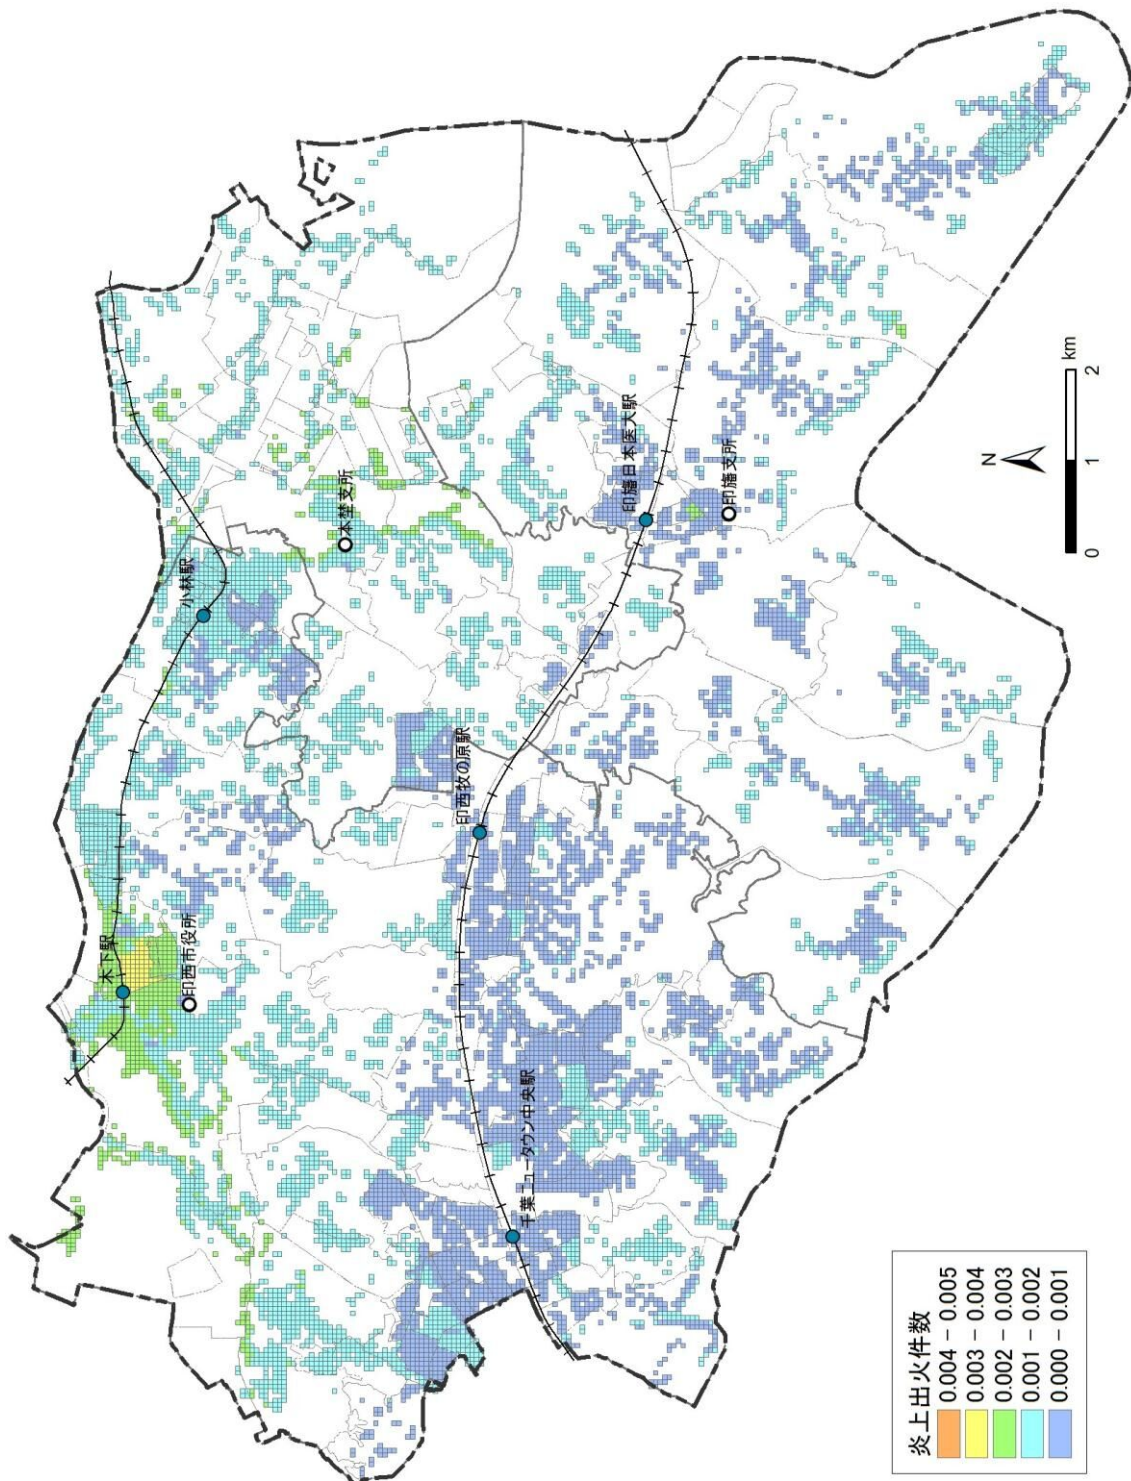 木下駅
小林駅
印西市役所
本埜支所
印西牧の原駅
印旛日本医大駅
千葉ニュータウン中央駅
印旛支所
N
0 1 2 km
炎上出火件数
0.004 - 0.005
0.003 - 0.004
0.002 - 0.003
0.001 - 0.002
0.000 - 0.001